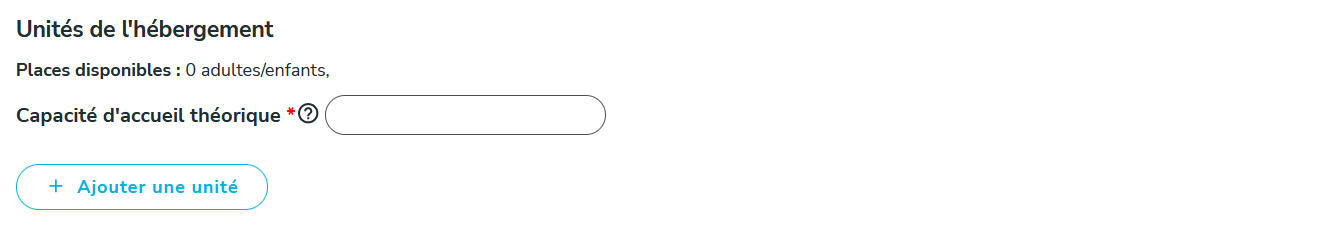 Unités de l'hébergement
Places disponibles : 0 adultes/enfants,
Capacité d'accueil théorique *?
+ Ajouter une unité